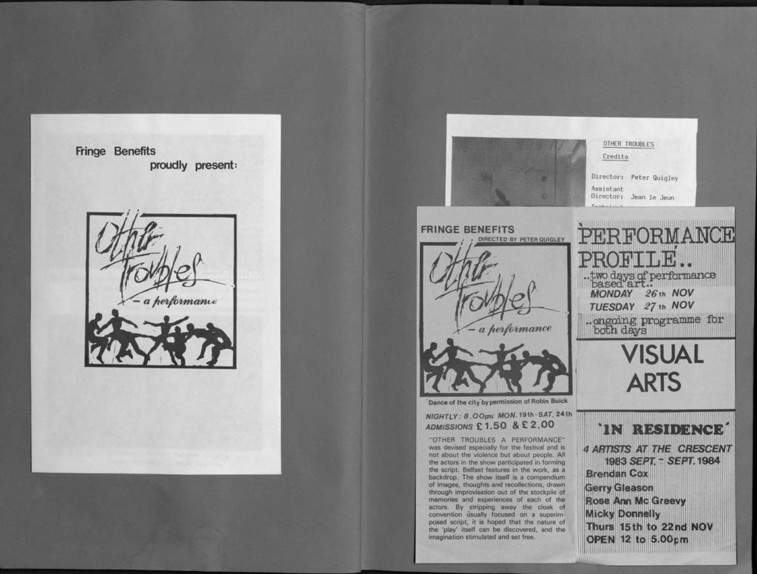 Fringe Benefits
proudly present:
Other
Troubles
– a performance
OTHER TROUBLES
Credits
Director: Peter Quigley
Assistant
Director: Jean le Jeun
FRINGE BENEFITS
DIRECTED BY PETER QUIGLEY
Other
Troubles
– a performance
'Dance of the city' by permission of Robin Buick
NIGHTLY: 8.00pm MON. 19th-SAT. 24th
ADMISSIONS £1.50 & £2.00
"OTHER TROUBLES A PERFORMANCE"
was devised especially for the festival and is
not about the violence but about people. All
the actors in the show participated in forming
the script. Belfast features in the work, as a
backdrop. The show itself is a compendium
of images, thoughts and recollections, drawn
through improvisation out of the stockpile of
memories and experiences of each of the
actors. By stripping away the cloak of
convention usually focused on a superim-
posed script, it is hoped that the nature of
the 'play' itself can be discovered, and the
imagination stimulated and set free.
'PERFORMANCE
PROFILE'..
..two days of performance
based art..
MONDAY 26th NOV
TUESDAY 27th NOV
..ongoing programme for
both days
VISUAL
ARTS
'IN RESIDENCE'
4 ARTISTS AT THE CRESCENT
1983 SEPT. – SEPT. 1984
Brendan Cox
Gerry Gleason
Rose Ann Mc Greevy
Micky Donnelly
Thurs 15th to 22nd NOV
OPEN 12 to 5.00pm